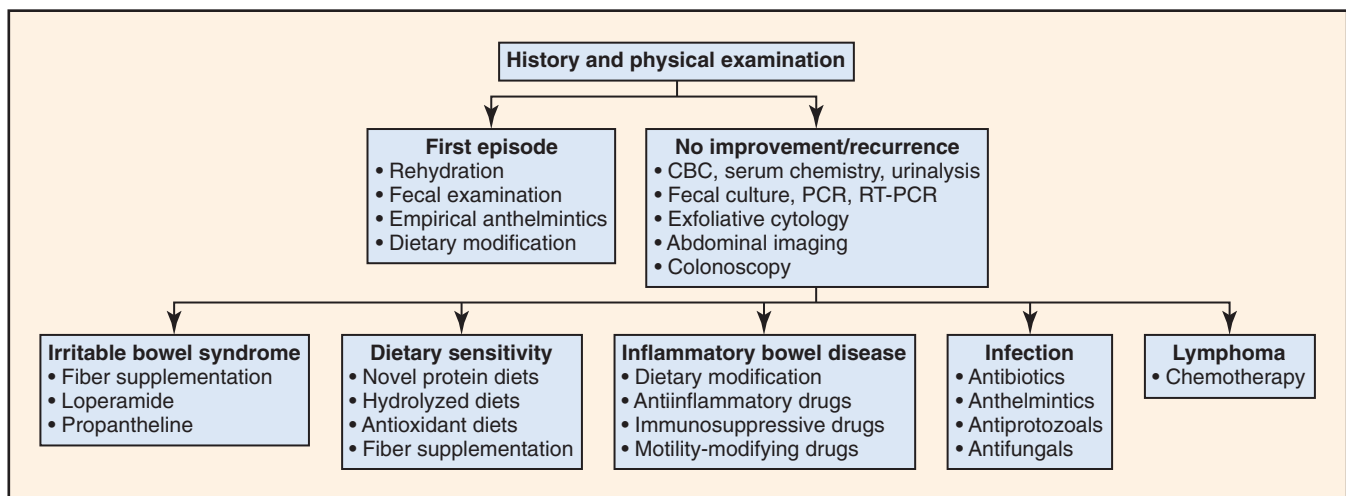 History and physical examination
First episode
• Rehydration
• Fecal examination
• Empirical anthelmintics
• Dietary modification
No improvement/recurrence
• CBC, serum chemistry, urinalysis
• Fecal culture, PCR, RT-PCR
• Exfoliative cytology
• Abdominal imaging
• Colonoscopy
Irritable bowel syndrome
• Fiber supplementation
• Loperamide
• Propantheline
Dietary sensitivity
• Novel protein diets
• Hydrolyzed diets
• Antioxidant diets
• Fiber supplementation
Inflammatory bowel disease
• Dietary modification
• Antiinflammatory drugs
• Immunosuppressive drugs
• Motility-modifying drugs
Infection
• Antibiotics
• Anthelmintics
• Antiprotozoals
• Antifungals
Lymphoma
• Chemotherapy